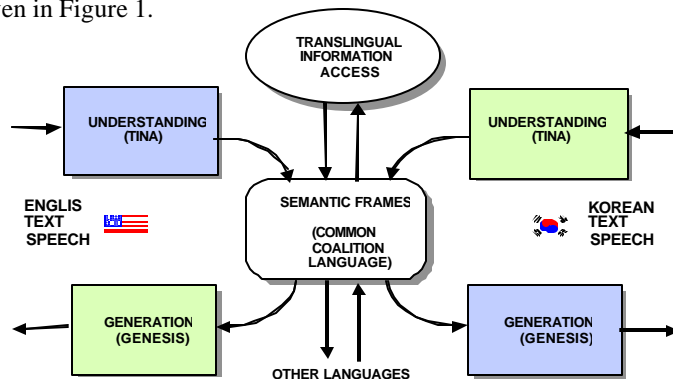 en in Figure 1.
TRANSLINGUAL
INFORMATION
ACCESS
UNDERSTANDING
(TINA)
UNDERSTANDING
(TINA)
ENGLIS
TEXT
SPEECH
SEMANTIC FRAMES
(COMMON
COALITION
LANGUAGE)
KOREAN
TEXT
SPEECH
GENERATION
(GENESIS)
GENERATION
(GENESIS)
OTHER LANGUAGES